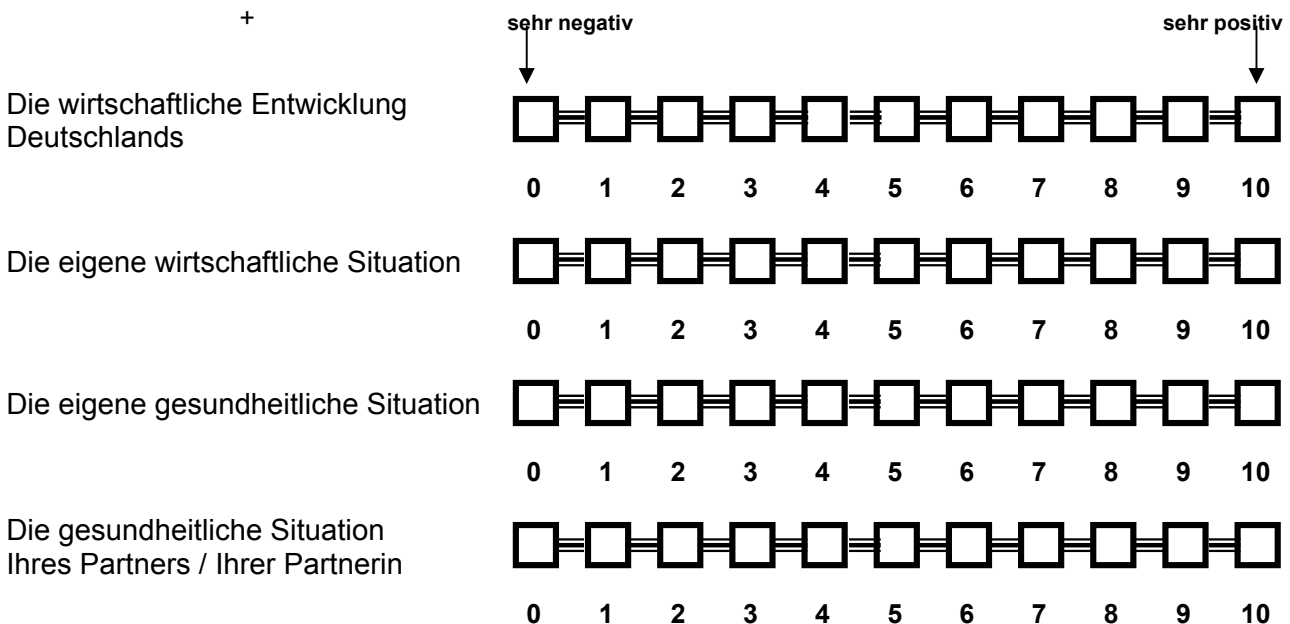 +
sehr negativ sehr positiv
Die wirtschaftliche Entwicklung
Deutschlands
0 1 2 3 4 5 6 7 8 9 10
Die eigene wirtschaftliche Situation
0 1 2 3 4 5 6 7 8 9 10
Die eigene gesundheitliche Situation
0 1 2 3 4 5 6 7 8 9 10
Die gesundheitliche Situation
Ihres Partners / Ihrer Partnerin
0 1 2 3 4 5 6 7 8 9 10